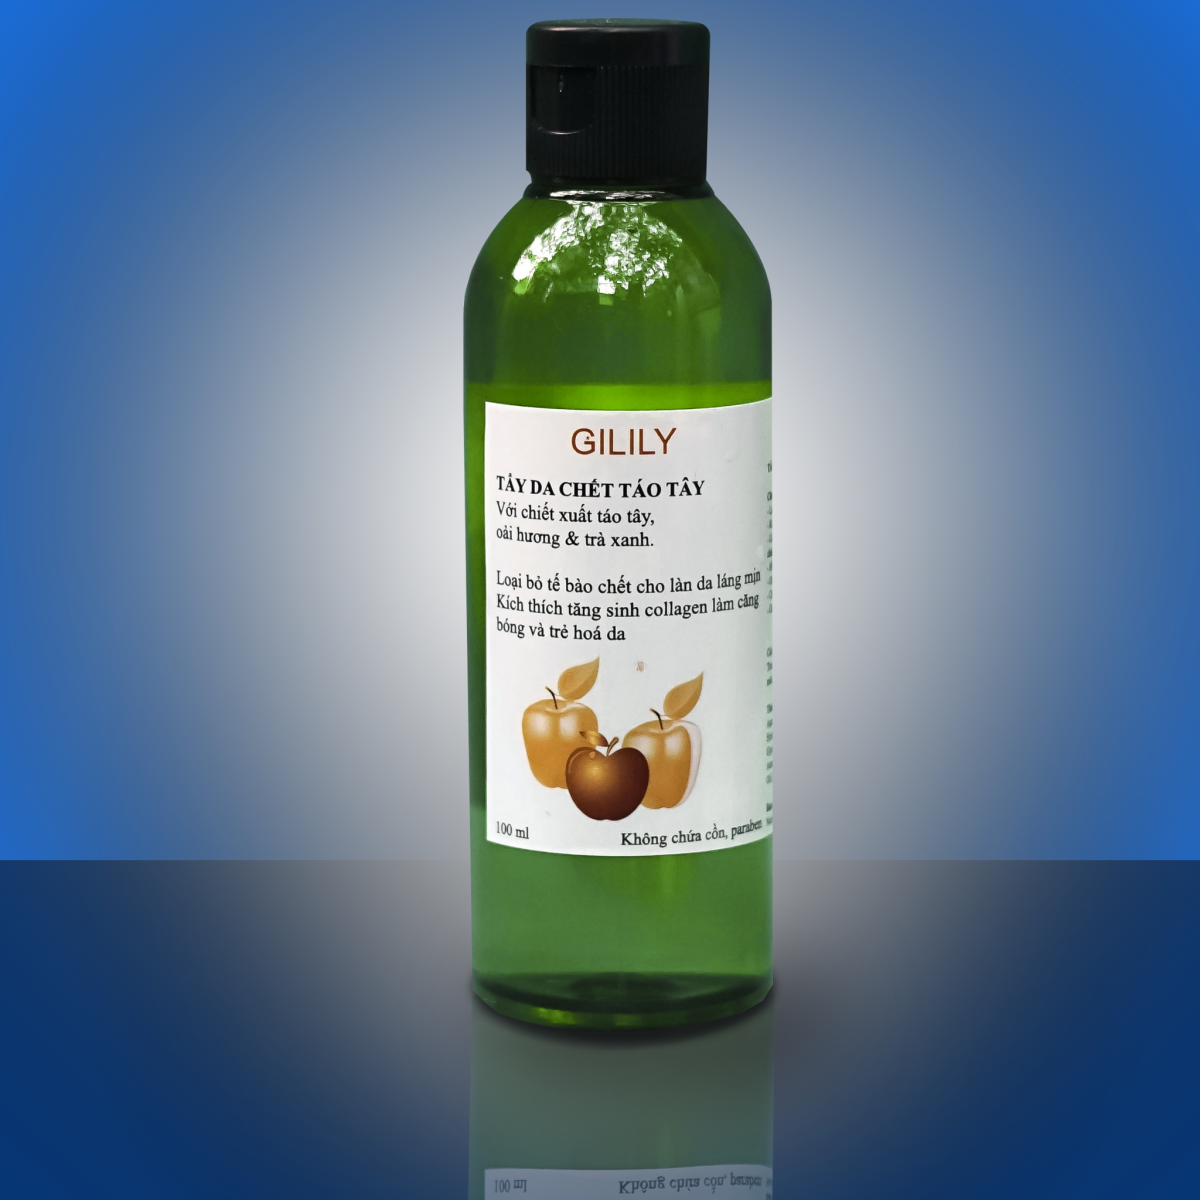 GILILY
TẨY DA CHẾT TÁO TÂY
Với chiết xuất táo tây,
oải hương & trà xanh.
Loại bỏ tế bào chết cho làn da láng mịn
Kích thích tăng sinh collagen làm căng
bóng và trẻ hoá da
100 ml
Không chứa cồn, paraben.